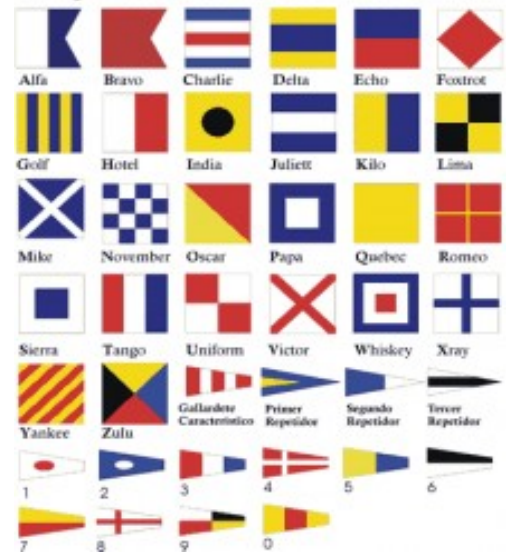 Alfa Bravo Charlie Delta Echo Foxtrot
Golf Hotel India Juliett Kilo Lima
Mike November Oscar Papa Quebec Romeo
Sierra Tango Uniform Victor Whiskey Xray
Yankee Zulu Gallardete Caracteristico Primer Repetidor Segundo Repetidor Tercer Repetidor
1 2 3 4 5 6
7 8 9 0